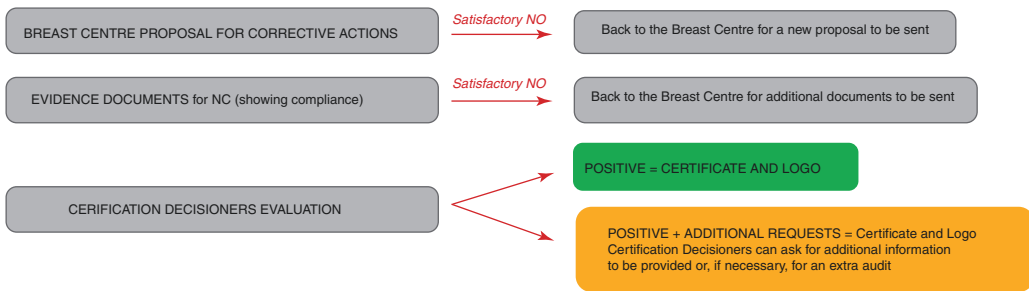 BREAST CENTRE PROPOSAL FOR CORRECTIVE ACTIONS
Satisfactory NO
Back to the Breast Centre for a new proposal to be sent
EVIDENCE DOCUMENTS for NC (showing compliance)
Satisfactory NO
Back to the Breast Centre for additional documents to be sent
CERIFICATION DECISIONERS EVALUATION
POSITIVE = CERTIFICATE AND LOGO
POSITIVE + ADDITIONAL REQUESTS = Certificate and Logo
Certification Decisioners can ask for additional information
to be provided or, if necessary, for an extra audit